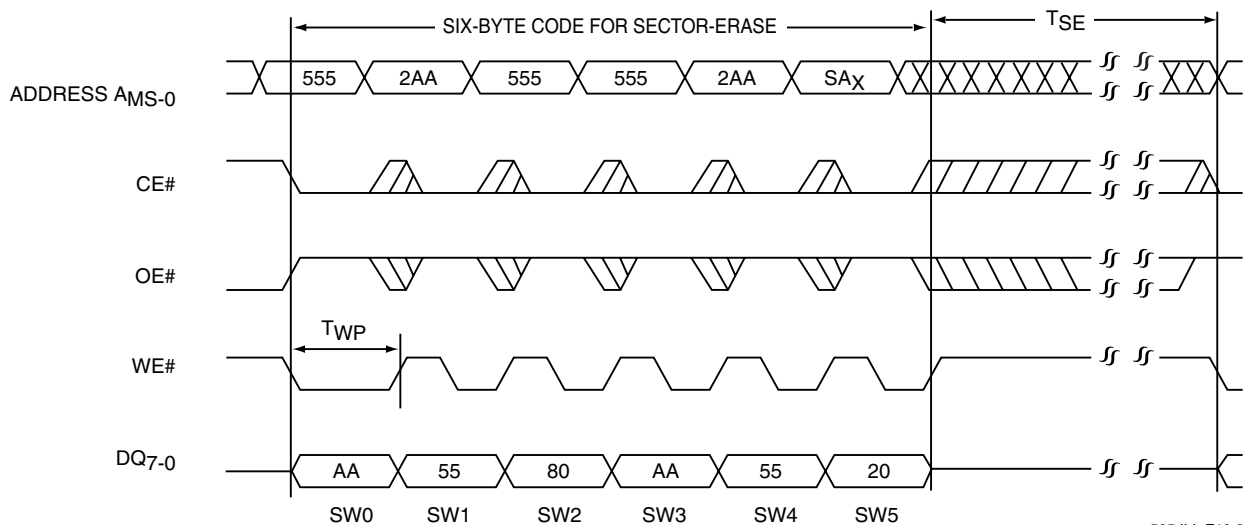 SIX-BYTE CODE FOR SECTOR-ERASE TSE
ADDRESS AMS-0 555 2AA 555 555 2AA SAX
CE#
OE#
TWP
WE#
DQ7-0 AA 55 80 AA 55 20
SW0 SW1 SW2 SW3 SW4 SW5